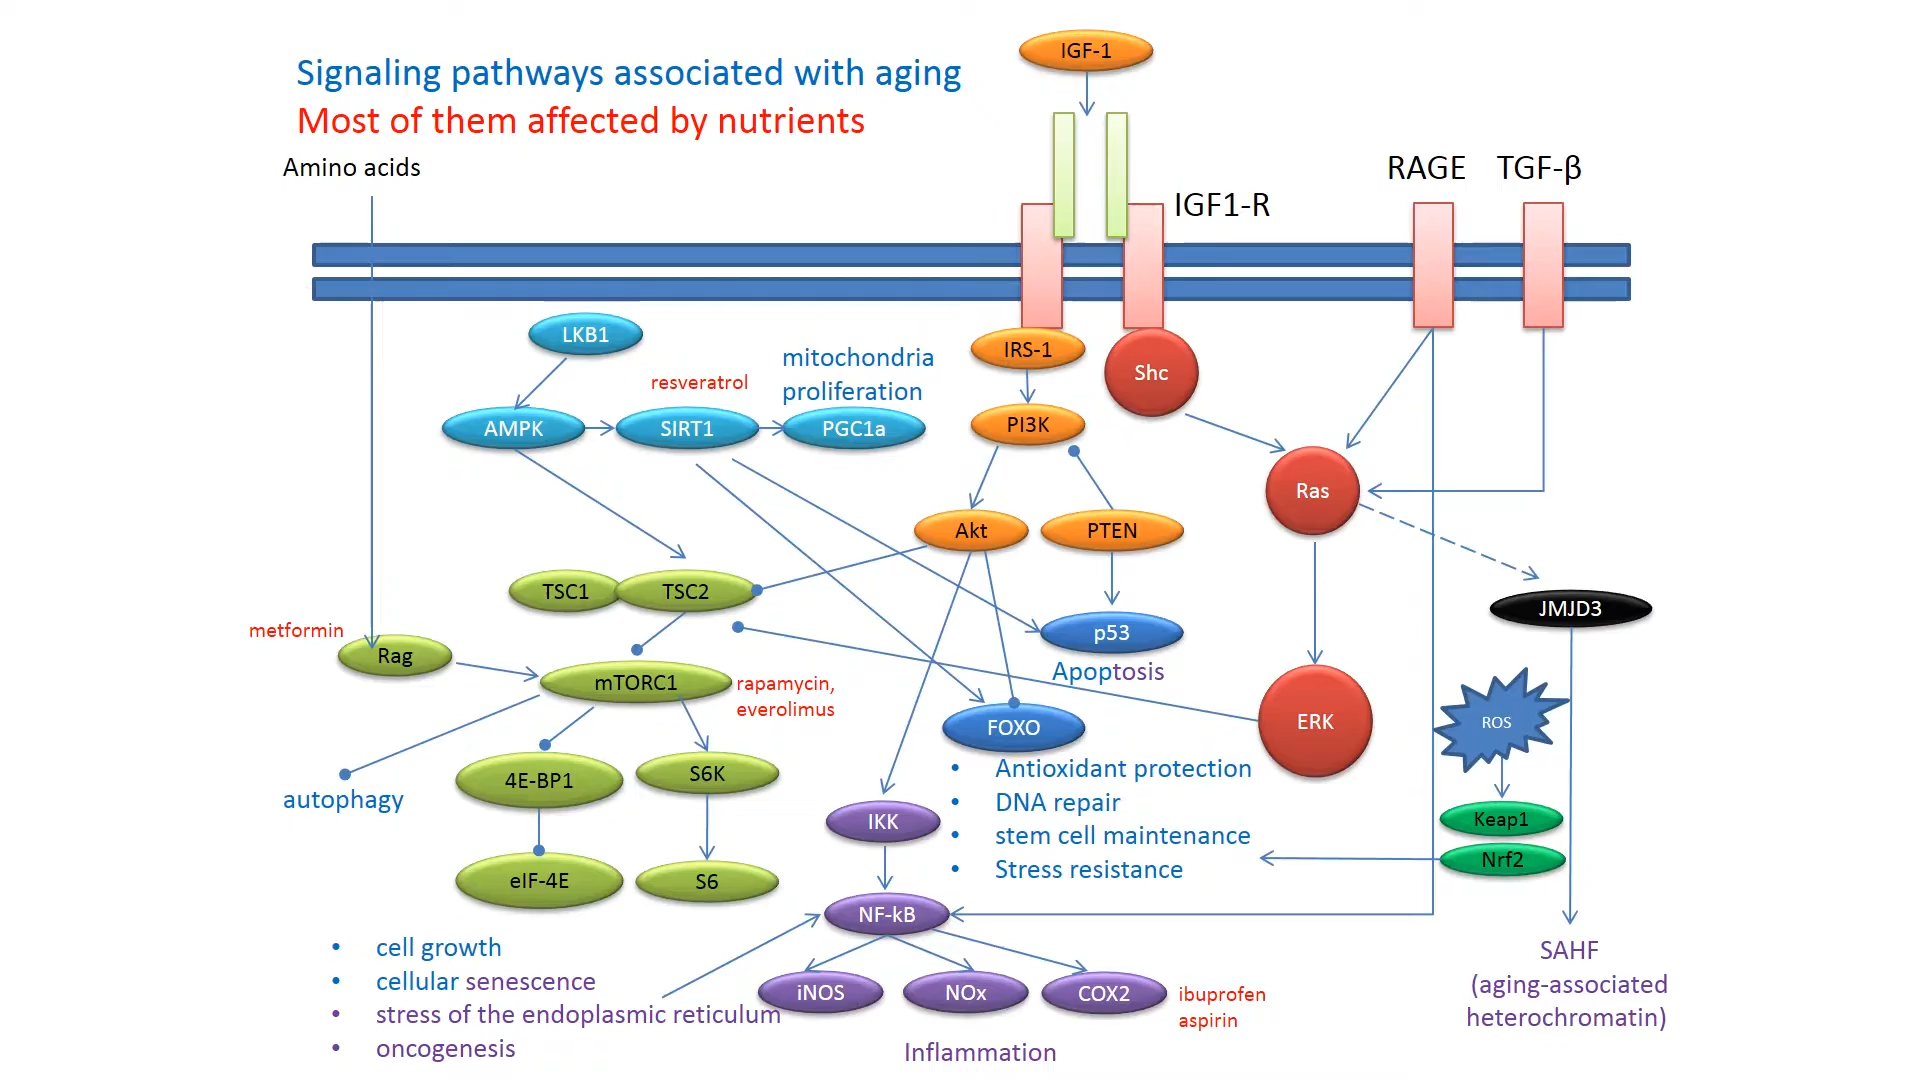 IGF-1
Signaling pathways associated with aging
Most of them affected by nutrients
Amino acids
RAGE
TGF-β
IGF1-R
LKB1
IRS-1
mitochondria
proliferation
Shc
resveratrol
AMPK
SIRT1
PGC1a
PI3K
Ras
Akt
PTEN
TSC1
TSC2
JMJD3
metformin
p53
Rag
Apoptosis
mTORC1
rapamycin,
everolimus
FOXO
ERK
ROS
4E-BP1
S6K
• Antioxidant protection
• DNA repair
• stem cell maintenance
• Stress resistance
autophagy
IKK
Keap1
Nrf2
eIF-4E
S6
NF-kB
• cell growth
• cellular senescence
• stress of the endoplasmic reticulum
• oncogenesis
iNOS
NOx
COX2
ibuprofen
aspirin
Inflammation
SAHF
(aging-associated
heterochromatin)